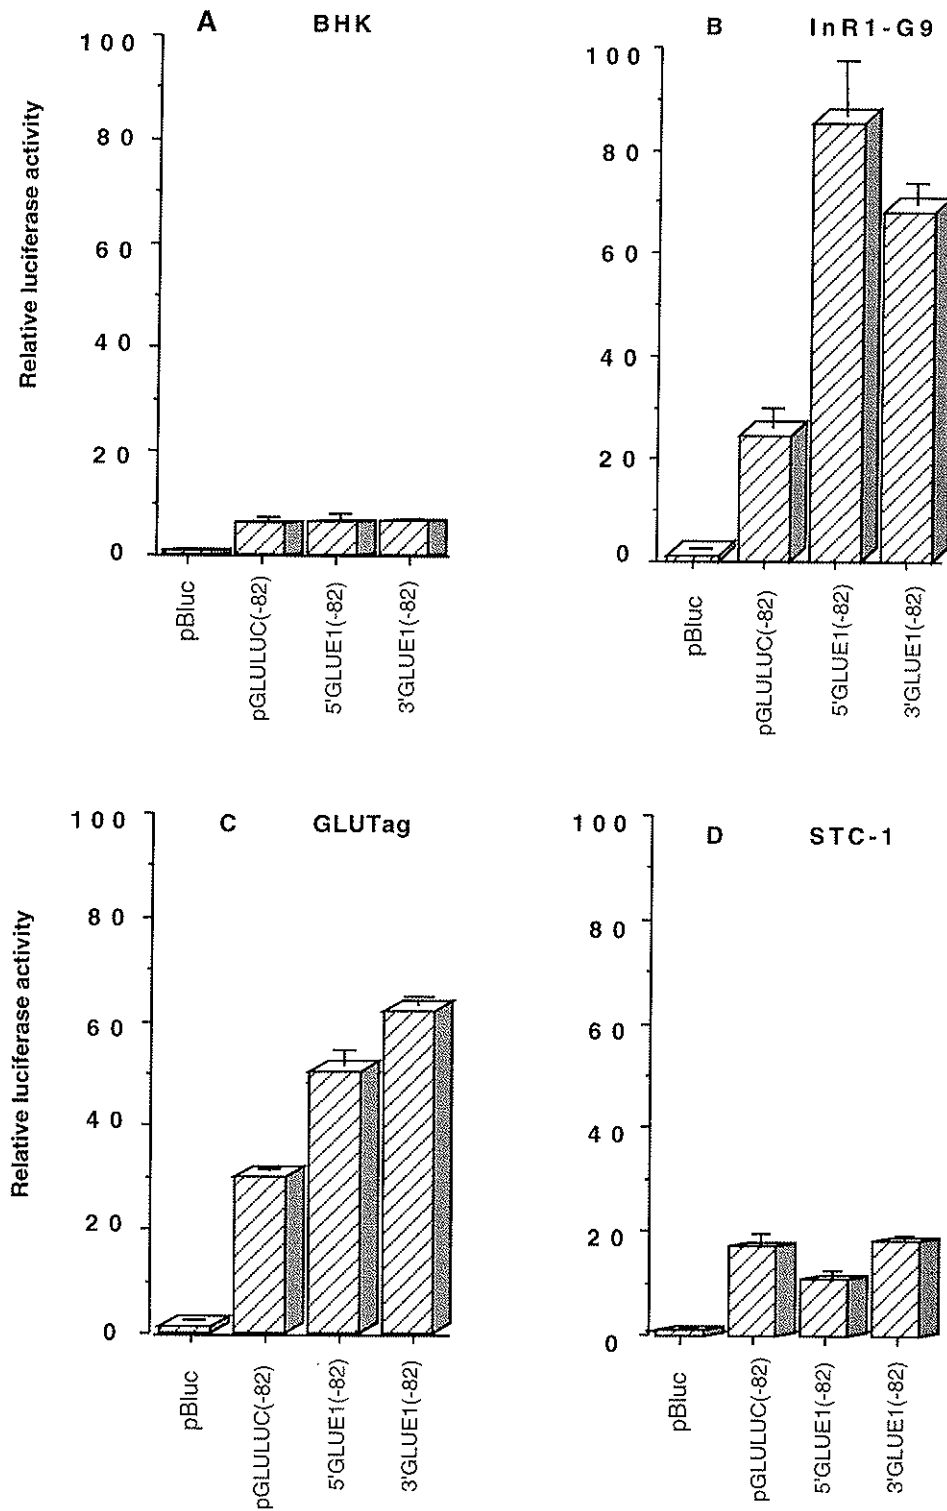 A BHK
100
80
60
40
20
0
Relative luciferase activity
pBluc
pGLULUC(-82)
5'GLUE1(-82)
3'GLUE1(-82)
B InR1-G9
100
80
60
40
20
0
pBluc
pGLULUC(-82)
5'GLUE1(-82)
3'GLUE1(-82)
C GLUTag
100
80
60
40
20
0
Relative luciferase activity
pBluc
pGLULUC(-82)
5'GLUE1(-82)
3'GLUE1(-82)
D STC-1
100
80
60
40
20
0
pBluc
pGLULUC(-82)
5'GLUE1(-82)
3'GLUE1(-82)